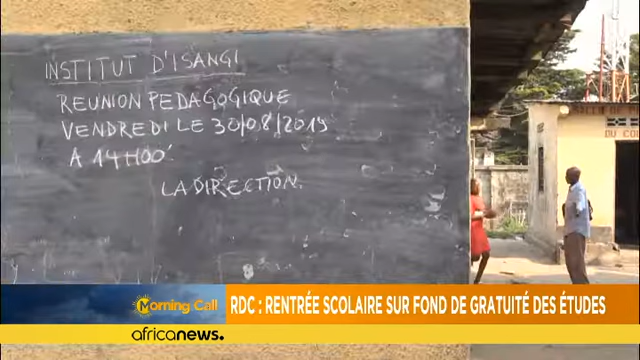 INSTITUT D'ISANGI
REUNION PEDAGOGIQUE
VENDREDI LE 30/08/2019
A 14H00'
LA DIRECTION.
Morning Call
RDC : RENTRÉE SCOLAIRE SUR FOND DE GRATUITÉ DES ÉTUDES
africanews.